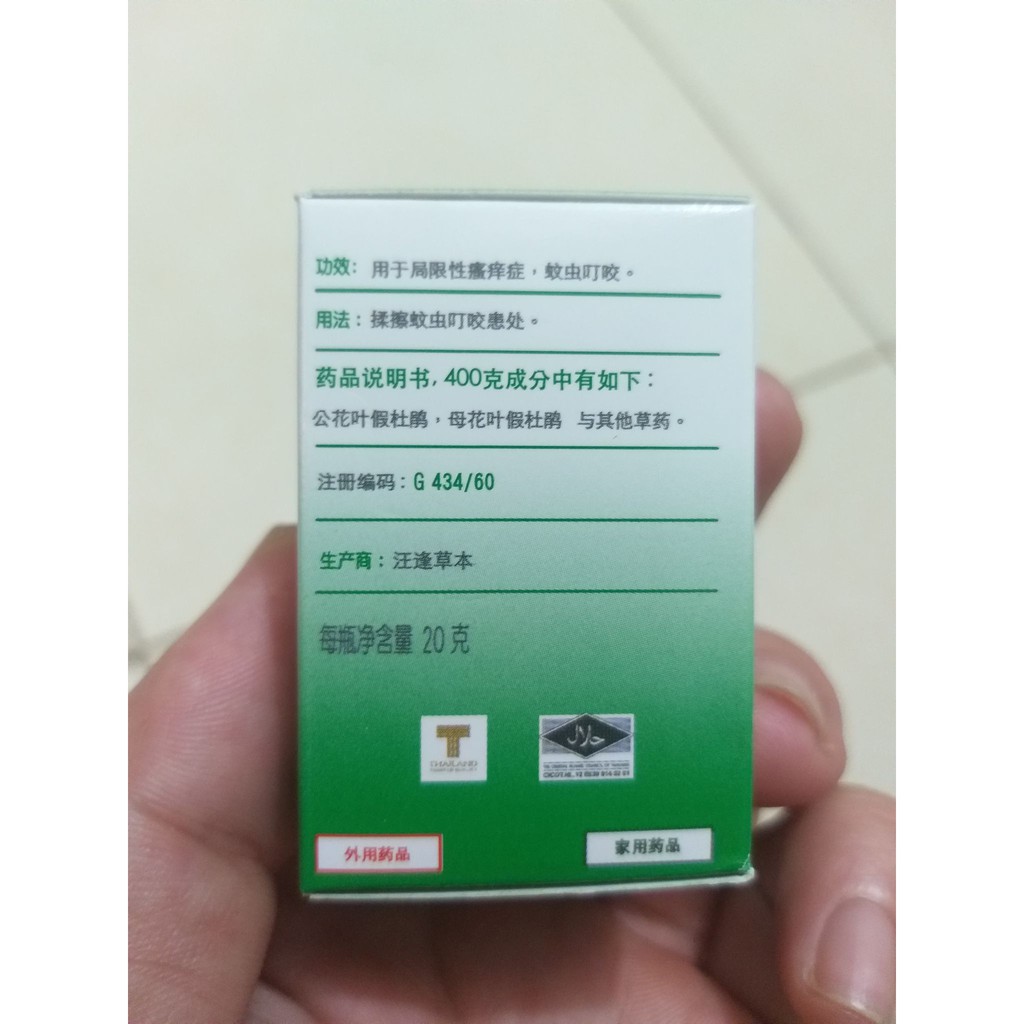 功效：用于局限性瘙痒症，蚊虫叮咬。
用法：揉擦蚊虫叮咬患处。
药品说明书, 400克成分中有如下：
公花叶假杜鹃，母花叶假杜鹃 与其他草药。
注册编码：G 434/60
生产商：汪逢草本
每瓶净含量 20 克
THAILAND
حلال
外用药品
家用药品